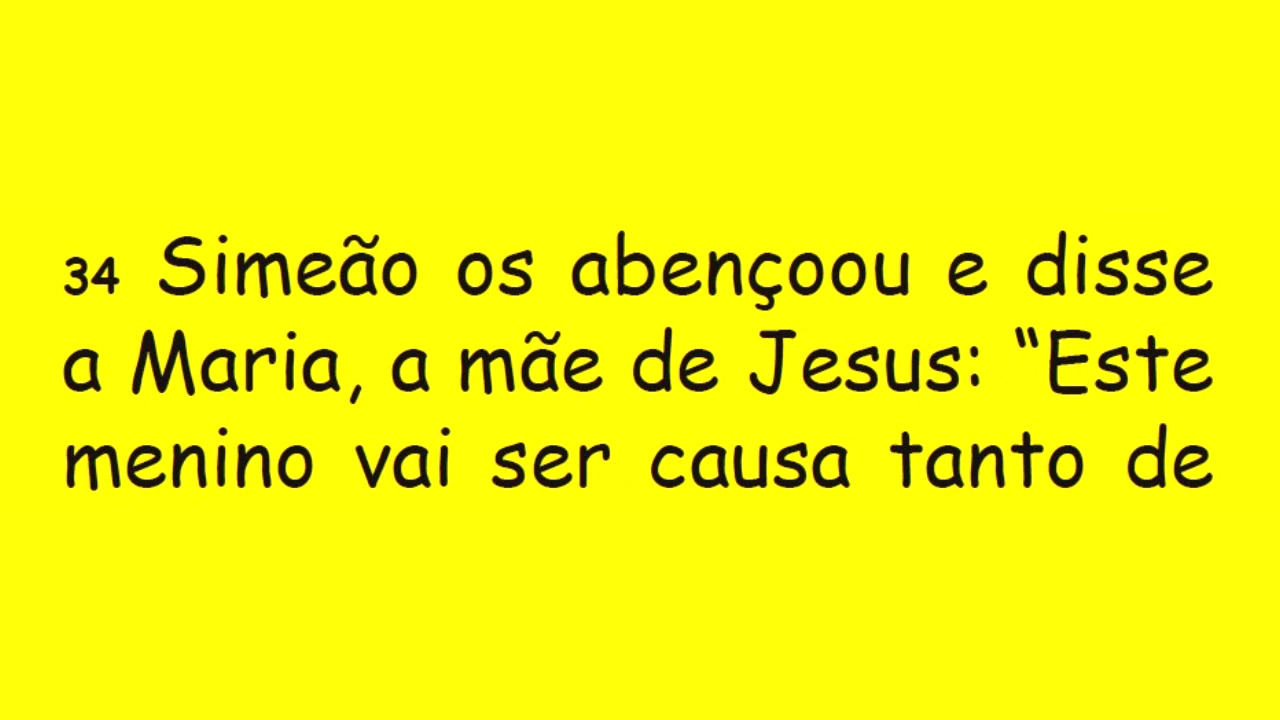 34 Simeão os abençoou e disse
a Maria, a mãe de Jesus: “Este
menino vai ser causa tanto de